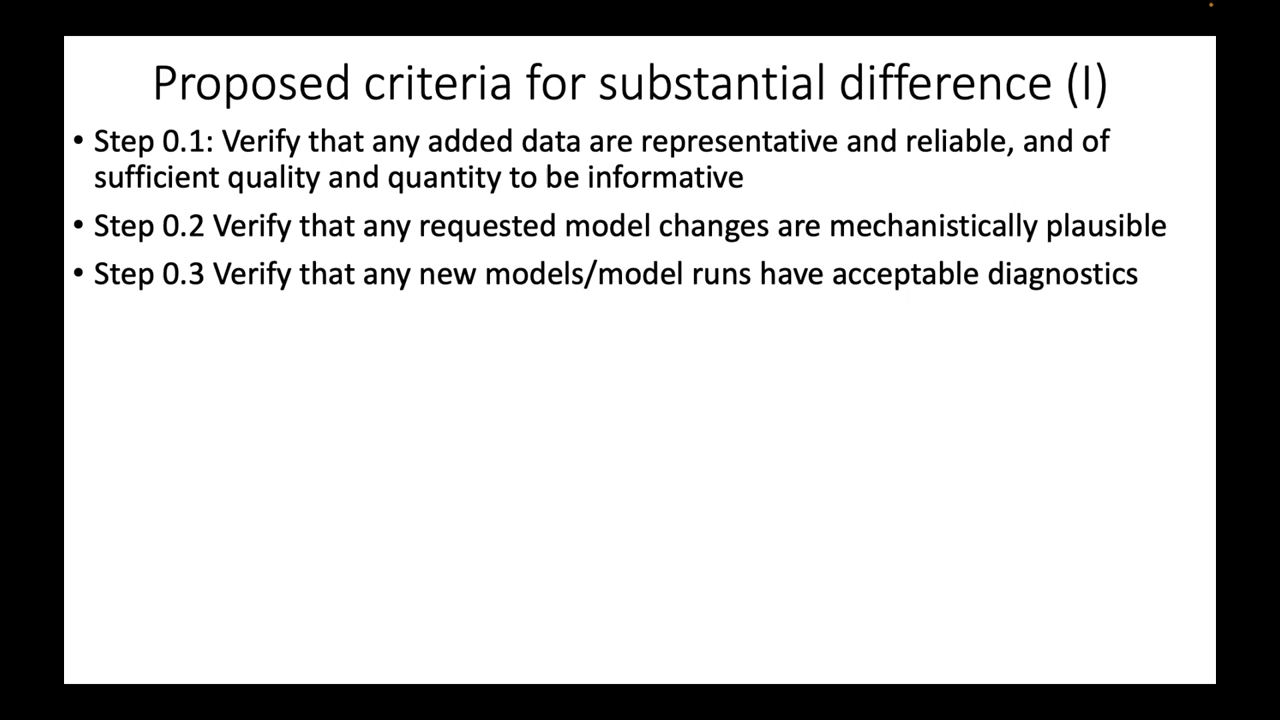 Proposed criteria for substantial difference (I)
• Step 0.1: Verify that any added data are representative and reliable, and of
sufficient quality and quantity to be informative
• Step 0.2 Verify that any requested model changes are mechanistically plausible
• Step 0.3 Verify that any new models/model runs have acceptable diagnostics